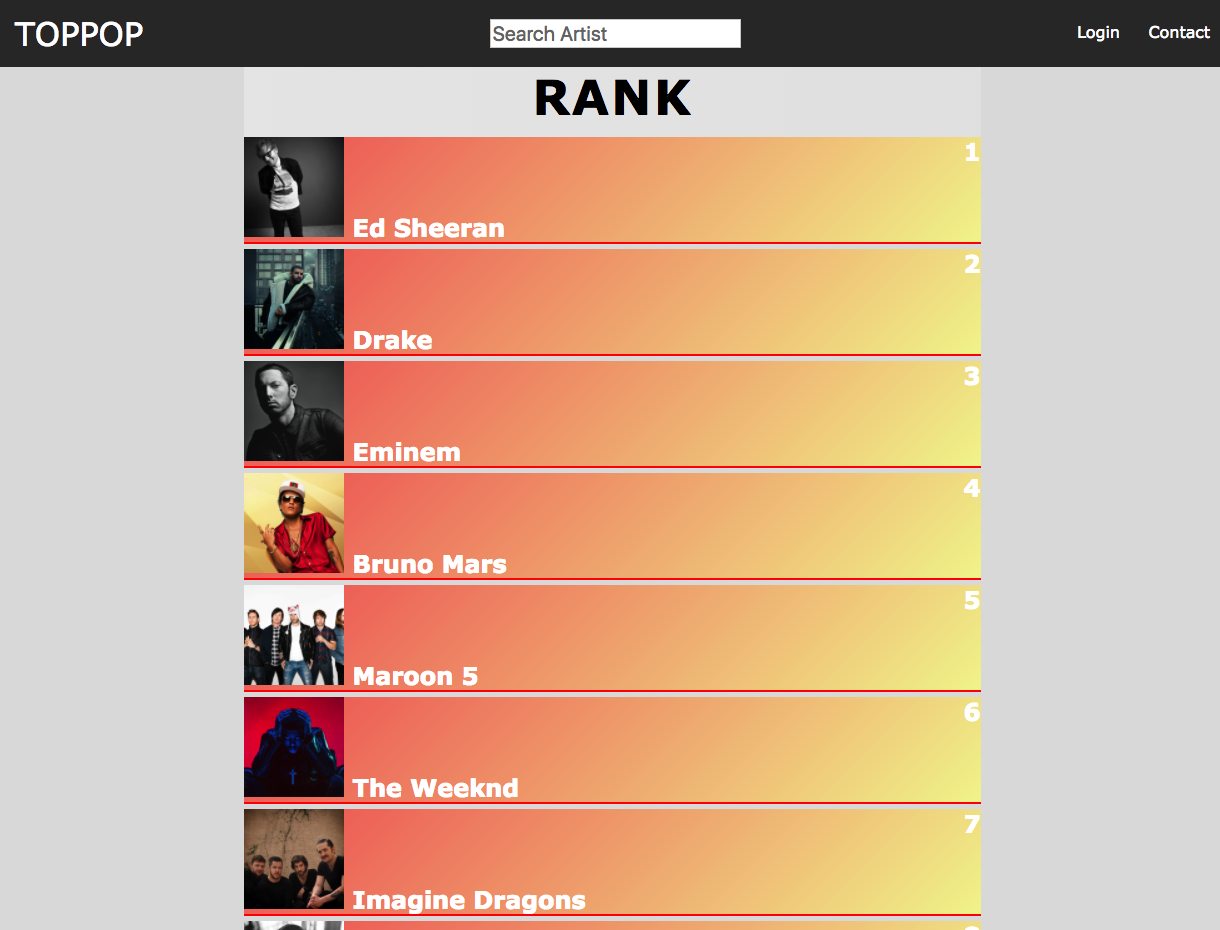 TOPPOP
Search Artist
Login
Contact
RANK
1
Ed Sheeran
2
Drake
3
Eminem
4
Bruno Mars
5
Maroon 5
6
The Weeknd
7
Imagine Dragons